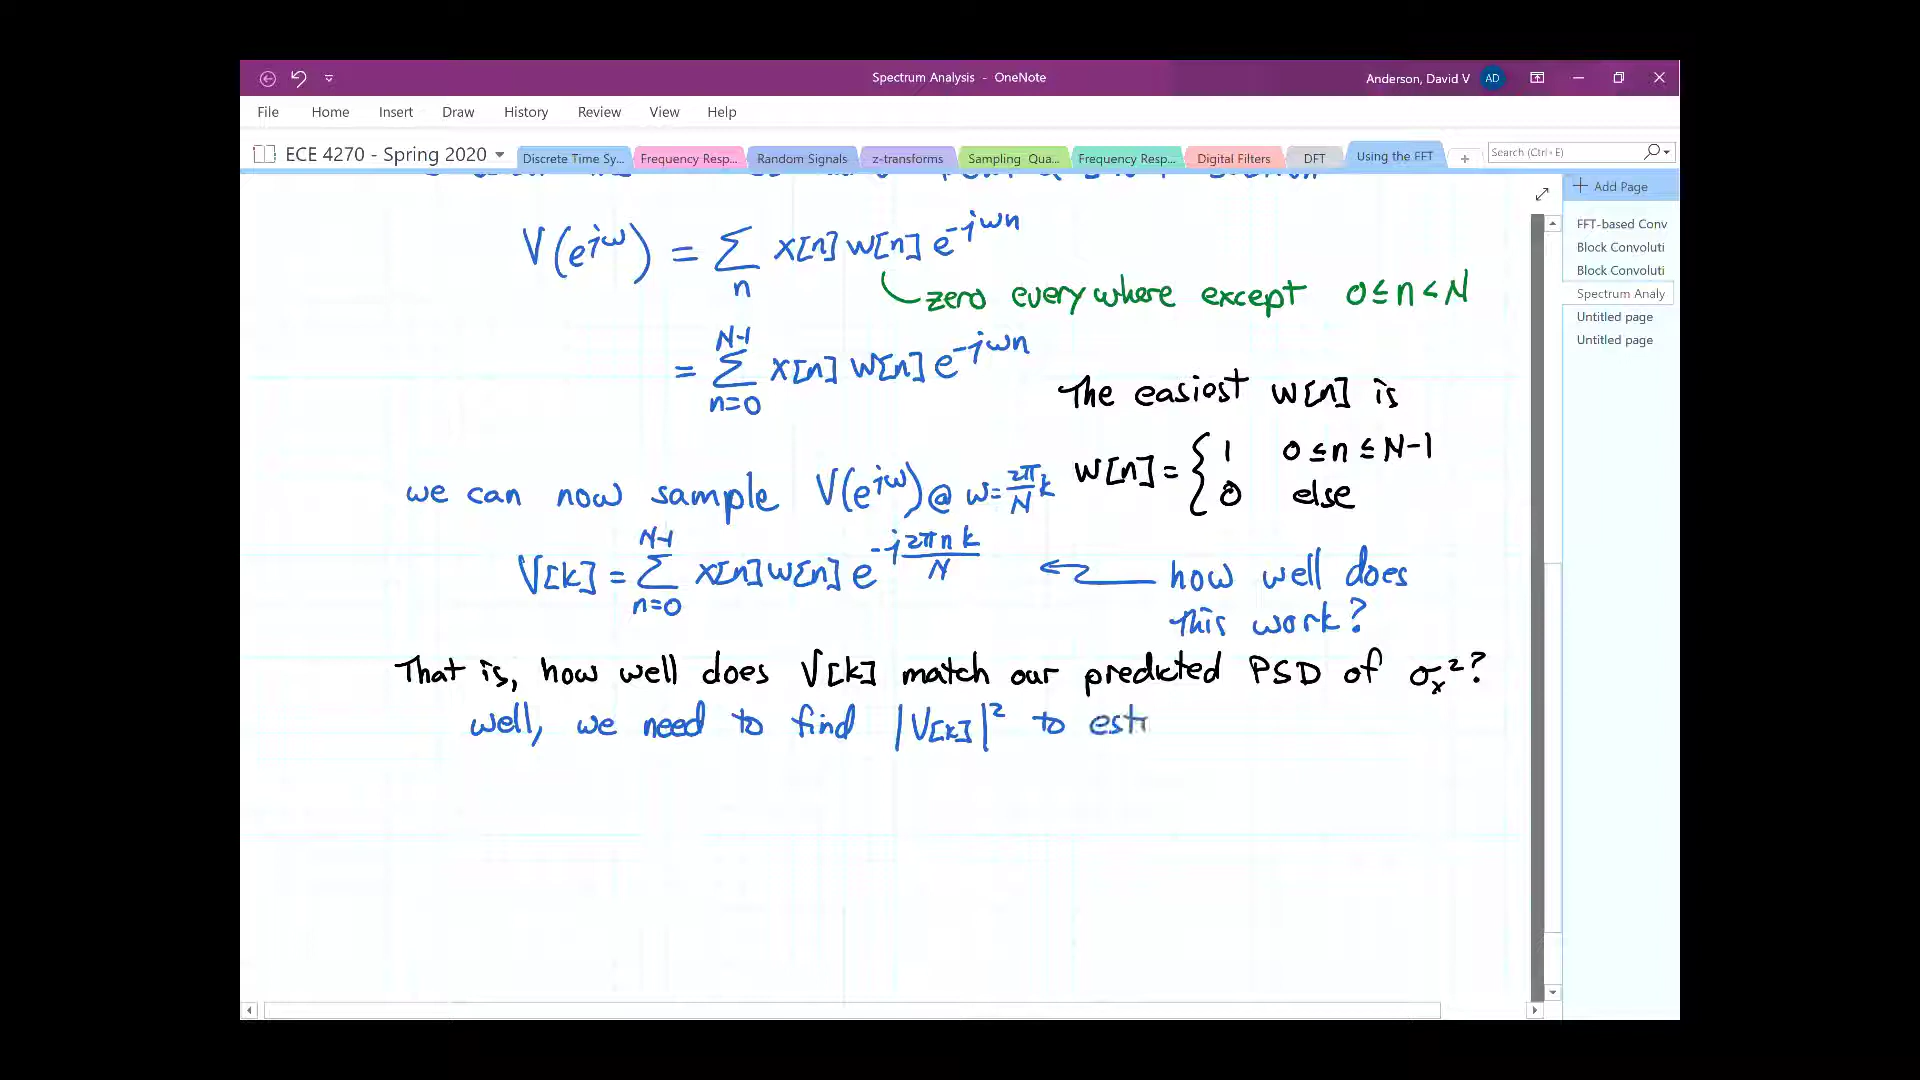 Spectrum Analysis - OneNote
Anderson, David V AD
File Home Insert Draw History Review View Help
ECE 4270 - Spring 2020
Discrete Time Sy... Frequency Resp... Random Signals z-transforms Sampling Qua... Frequency Resp... Digital Filters DFT Using the FFT +
Search (Ctrl+E)
Add Page
FFT-based Conv
Block Convoluti
Block Convoluti
Spectrum Analy
Untitled page
Untitled page
V(e^{jω}) = Σ_n x[n] w[n] e^{-jωn}
zero everywhere except 0≤n<N
= Σ_{n=0}^{N-1} x[n] w[n] e^{-jωn}
The easiest w[n] is
w[n] = { 1 0≤n≤N-1
0 else
we can now sample V(e^{jω}) @ ω=2π/N k
V[k] = Σ_{n=0}^{N-1} x[n] w[n] e^{-j2πnk/N}
how well does
this work?
That is, how well does V[k] match our predicted PSD of σ_x²?
well, we need to find |V[k]|² to est